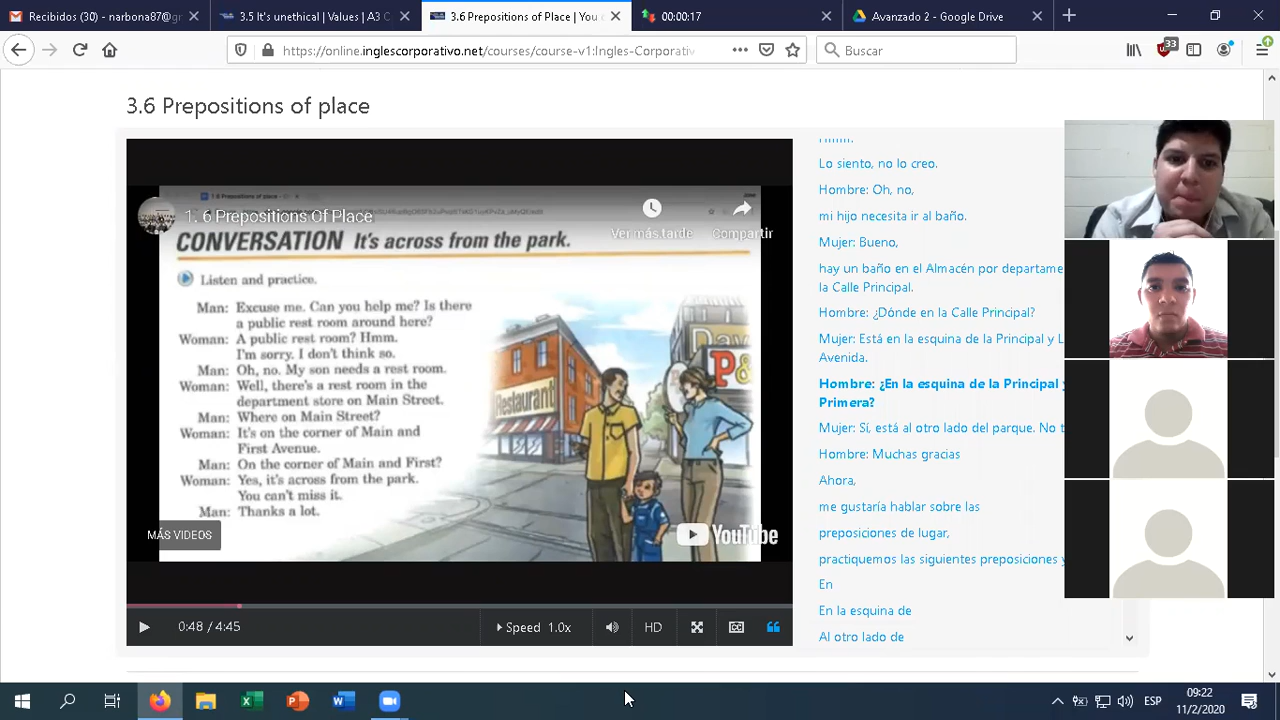 Recibidos (30) - narbona87@gr
3.5 It's unethical | Values | A3 C
3.6 Prepositions of Place | You c
00:00:17
Avanzado 2 - Google Drive
https://online.inglescorporativo.net/courses/course-v1:Ingles-Corporativ
Buscar
33
3.6 Prepositions of place
1. 6 Prepositions Of Place
Ver más tarde
Compartir
CONVERSATION It's across from the park.
Listen and practice.
Man: Excuse me. Can you help me? Is there
a public rest room around here?
Woman: A public rest room? Hmm.
I'm sorry. I don't think so.
Man: Oh, no. My son needs a rest room.
Woman: Well, there's a rest room in the
department store on Main Street.
Man: Where on Main Street?
Woman: It's on the corner of Main and
First Avenue.
Man: On the corner of Main and First?
Woman: Yes, it's across from the park.
You can't miss it.
Man: Thanks a lot.
Restaurant
Dav
P&
MÁS VIDEOS
YouTube
0:48 / 4:45
Speed 1.0x
HD
CC
Hmm.
Lo siento, no lo creo.
Hombre: Oh, no,
mi hijo necesita ir al baño.
Mujer: Bueno,
hay un baño en el Almacén por departame
la Calle Principal.
Hombre: ¿Dónde en la Calle Principal?
Mujer: Está en la esquina de la Principal y L
Avenida.
Hombre: ¿En la esquina de la Principal y
Primera?
Mujer: Sí, está al otro lado del parque. No t
Hombre: Muchas gracias
Ahora,
me gustaría hablar sobre las
preposiciones de lugar,
practiquemos las siguientes preposiciones y
En
En la esquina de
Al otro lado de
ESP
09:22
11/2/2020